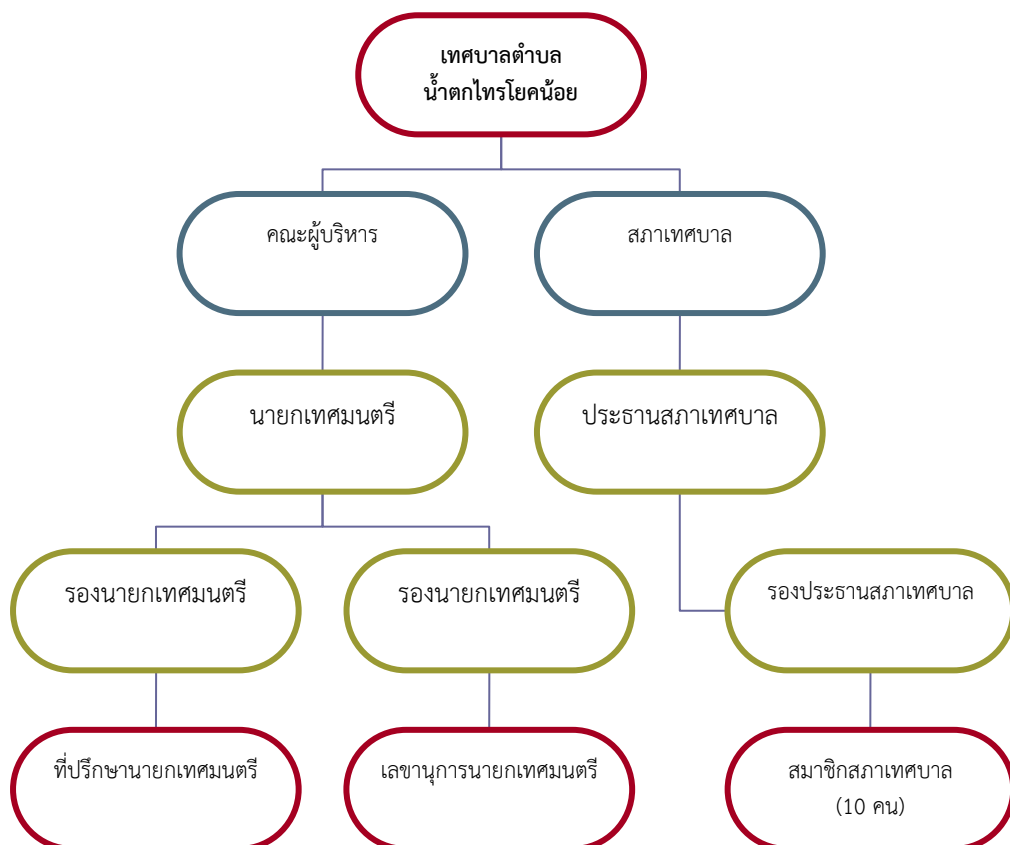 เทศบาลตำบล
น้ำตกไทรโยคน้อย
คณะผู้บริหาร
สภาเทศบาล
นายกเทศมนตรี
ประธานสภาเทศบาล
รองนายกเทศมนตรี
รองนายกเทศมนตรี
รองประธานสภาเทศบาล
ที่ปรึกษานายกเทศมนตรี
เลขานุการนายกเทศมนตรี
สมาชิกสภาเทศบาล
(10 คน)